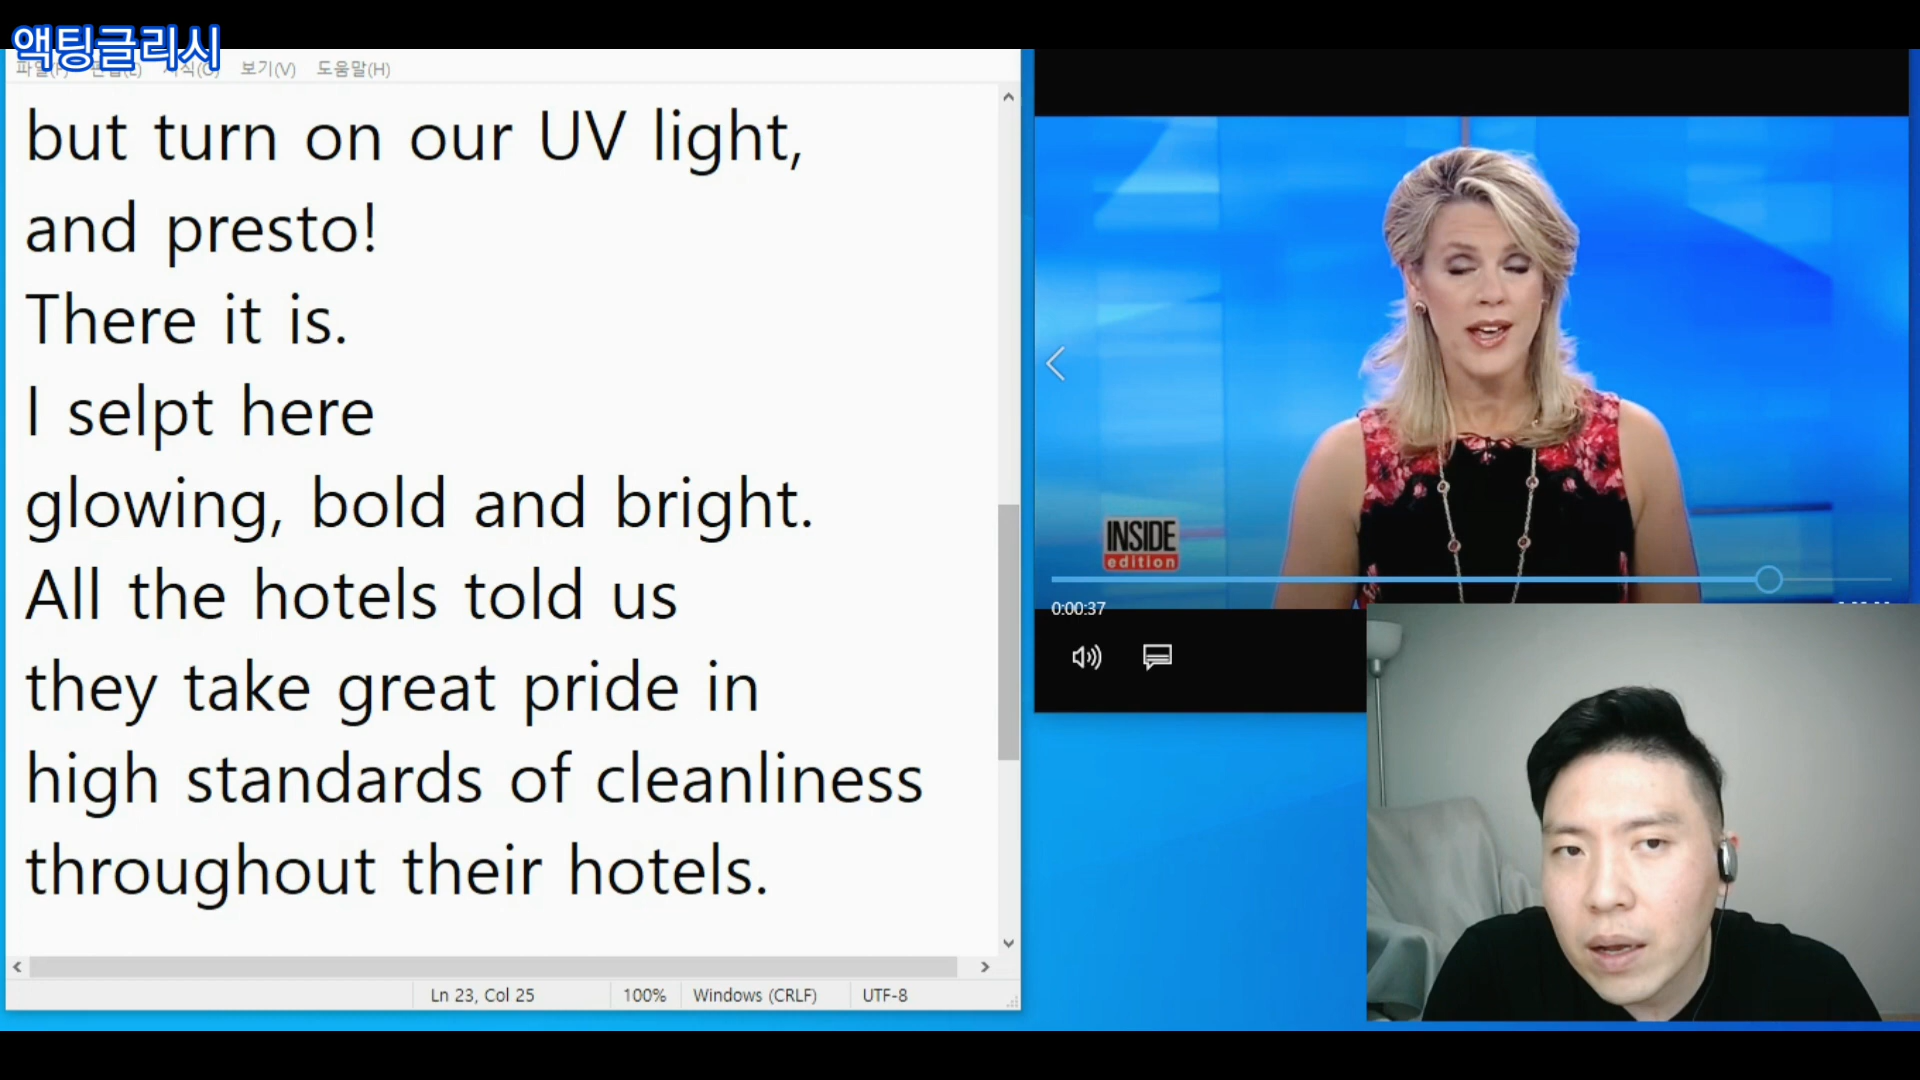 액팅글리시
보기(V) 도움말(H)
but turn on our UV light,
and presto!
There it is.
I selpt here
glowing, bold and bright.
All the hotels told us
they take great pride in
high standards of cleanliness
throughout their hotels.
Ln 23, Col 25 100% Windows (CRLF) UTF-8
INSIDE
edition
0:00:37